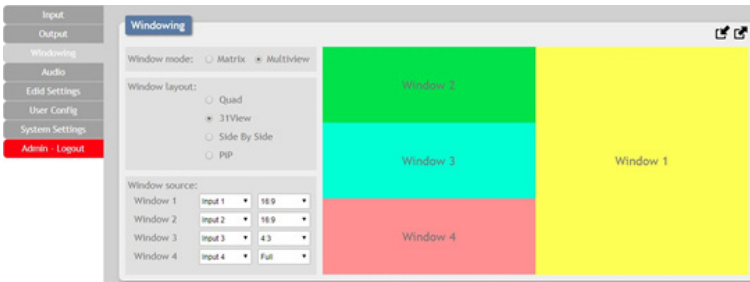 Input
Output
Windowing
Audio
Edid Settings
User Config
System Settings
Admin - Logout
Windowing
Window mode: Matrix Multiview
Window layout:
Quad
31View
Side By Side
PIP
Window source:
Window 1 Input 1 16:9
Window 2 Input 2 16:9
Window 3 Input 3 4:3
Window 4 Input 4 Full
Window 2
Window 3
Window 4
Window 1